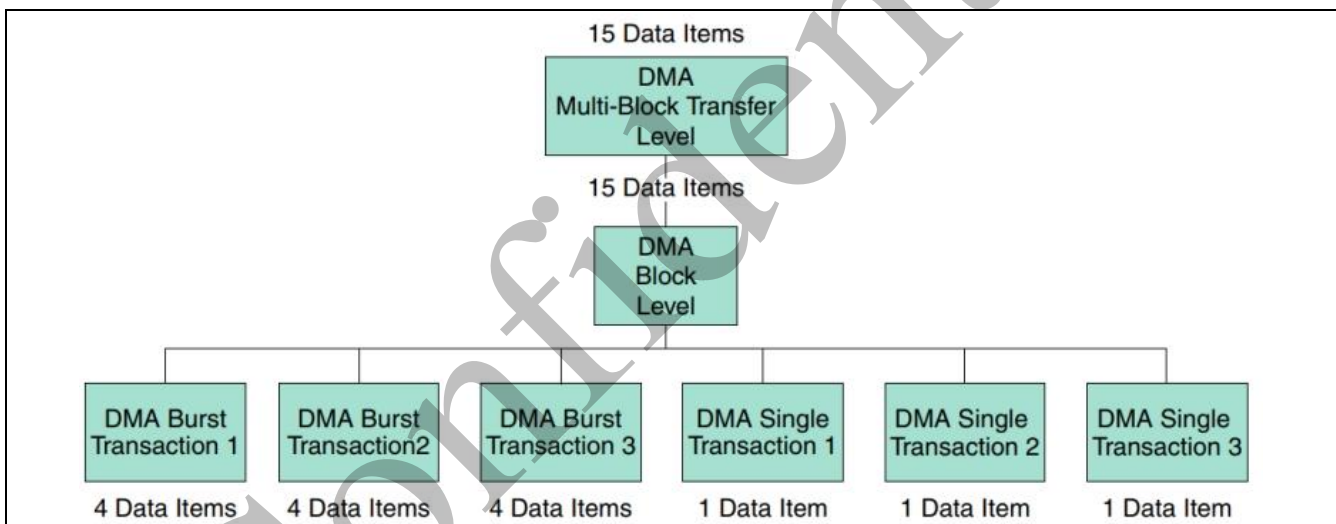 15 Data Items
DMA
Multi-Block Transfer
Level
15 Data Items
DMA
Block
Level
DMA Burst
Transaction 1
DMA Burst
Transaction2
DMA Burst
Transaction 3
DMA Single
Transaction 1
DMA Single
Transaction 2
DMA Single
Transaction 3
4 Data Items
4 Data Items
4 Data Items
1 Data Item
1 Data Item
1 Data Item